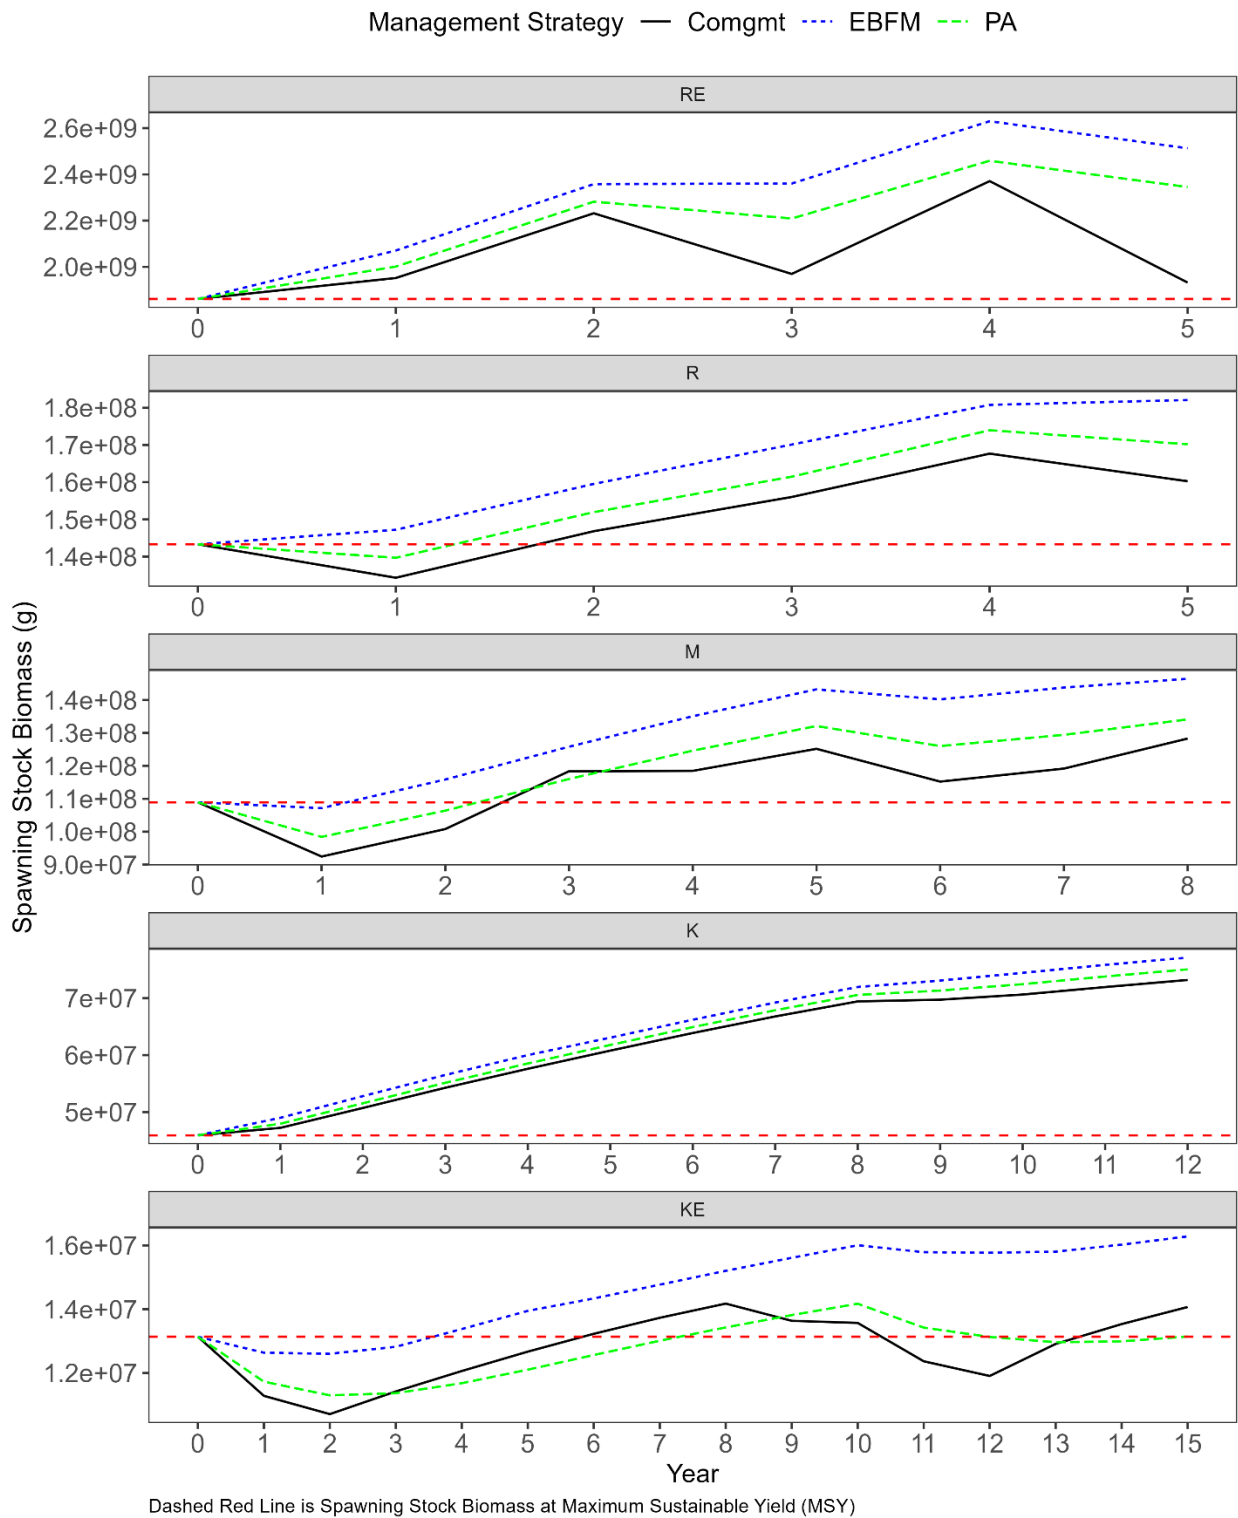 Management Strategy Comgmt EBFM PA
RE
2.6e+09
2.4e+09
2.2e+09
2.0e+09
0 1 2 3 4 5
R
1.8e+08
1.7e+08
1.6e+08
1.5e+08
1.4e+08
0 1 2 3 4 5
Spawning Stock Biomass (g)
M
1.4e+08
1.3e+08
1.2e+08
1.1e+08
1.0e+08
9.0e+07
0 1 2 3 4 5 6 7 8
K
7e+07
6e+07
5e+07
0 1 2 3 4 5 6 7 8 9 10 11 12
KE
1.6e+07
1.4e+07
1.2e+07
0 1 2 3 4 5 6 7 8 9 10 11 12 13 14 15
Year
Dashed Red Line is Spawning Stock Biomass at Maximum Sustainable Yield (MSY)